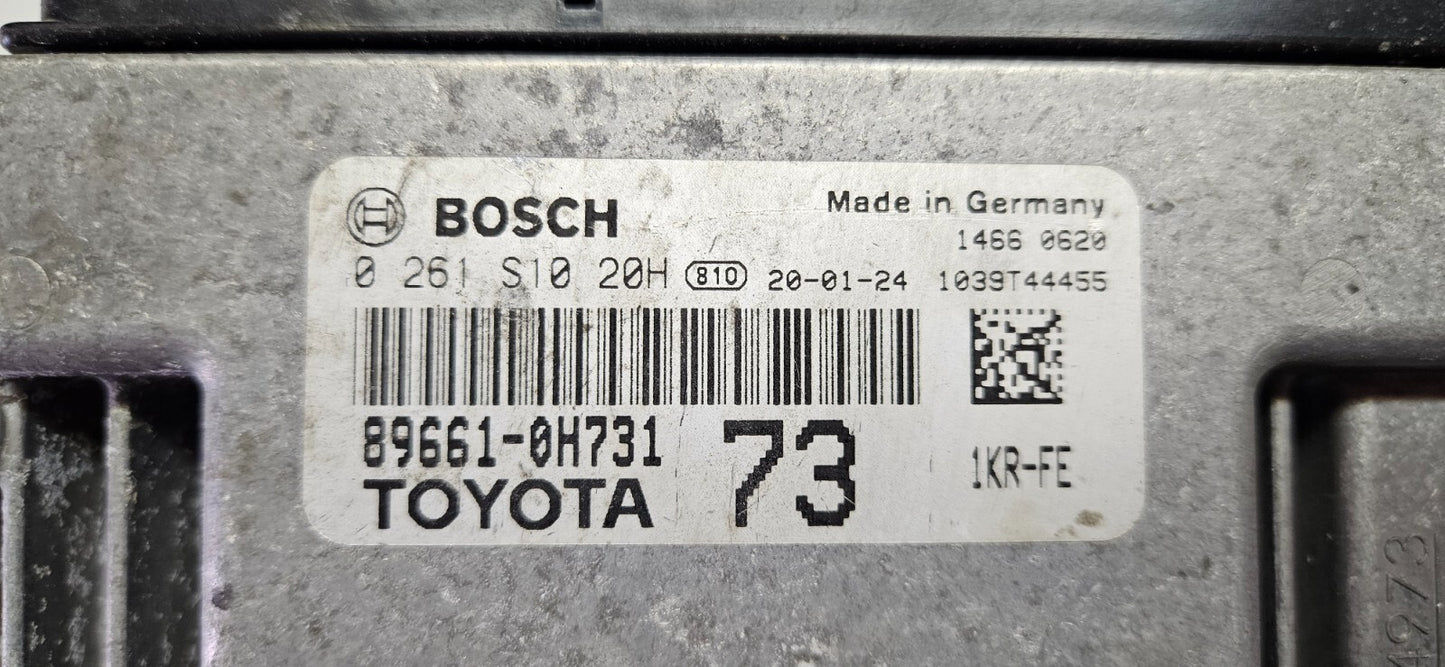 BOSCH
Made in Germany
1466 0620
0 261 S10 20H 810 20-01-24 1039T44455
89661-0H731 73 1KR-FE
TOYOTA
4973